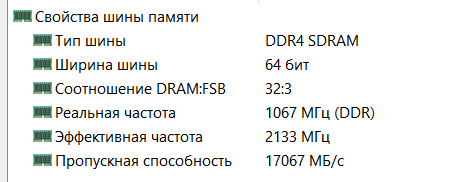 Свойства шины памяти
Тип шины DDR4 SDRAM
Ширина шины 64 бит
Соотношение DRAM:FSB 32:3
Реальная частота 1067 МГц (DDR)
Эффективная частота 2133 МГц
Пропускная способность 17067 МБ/с